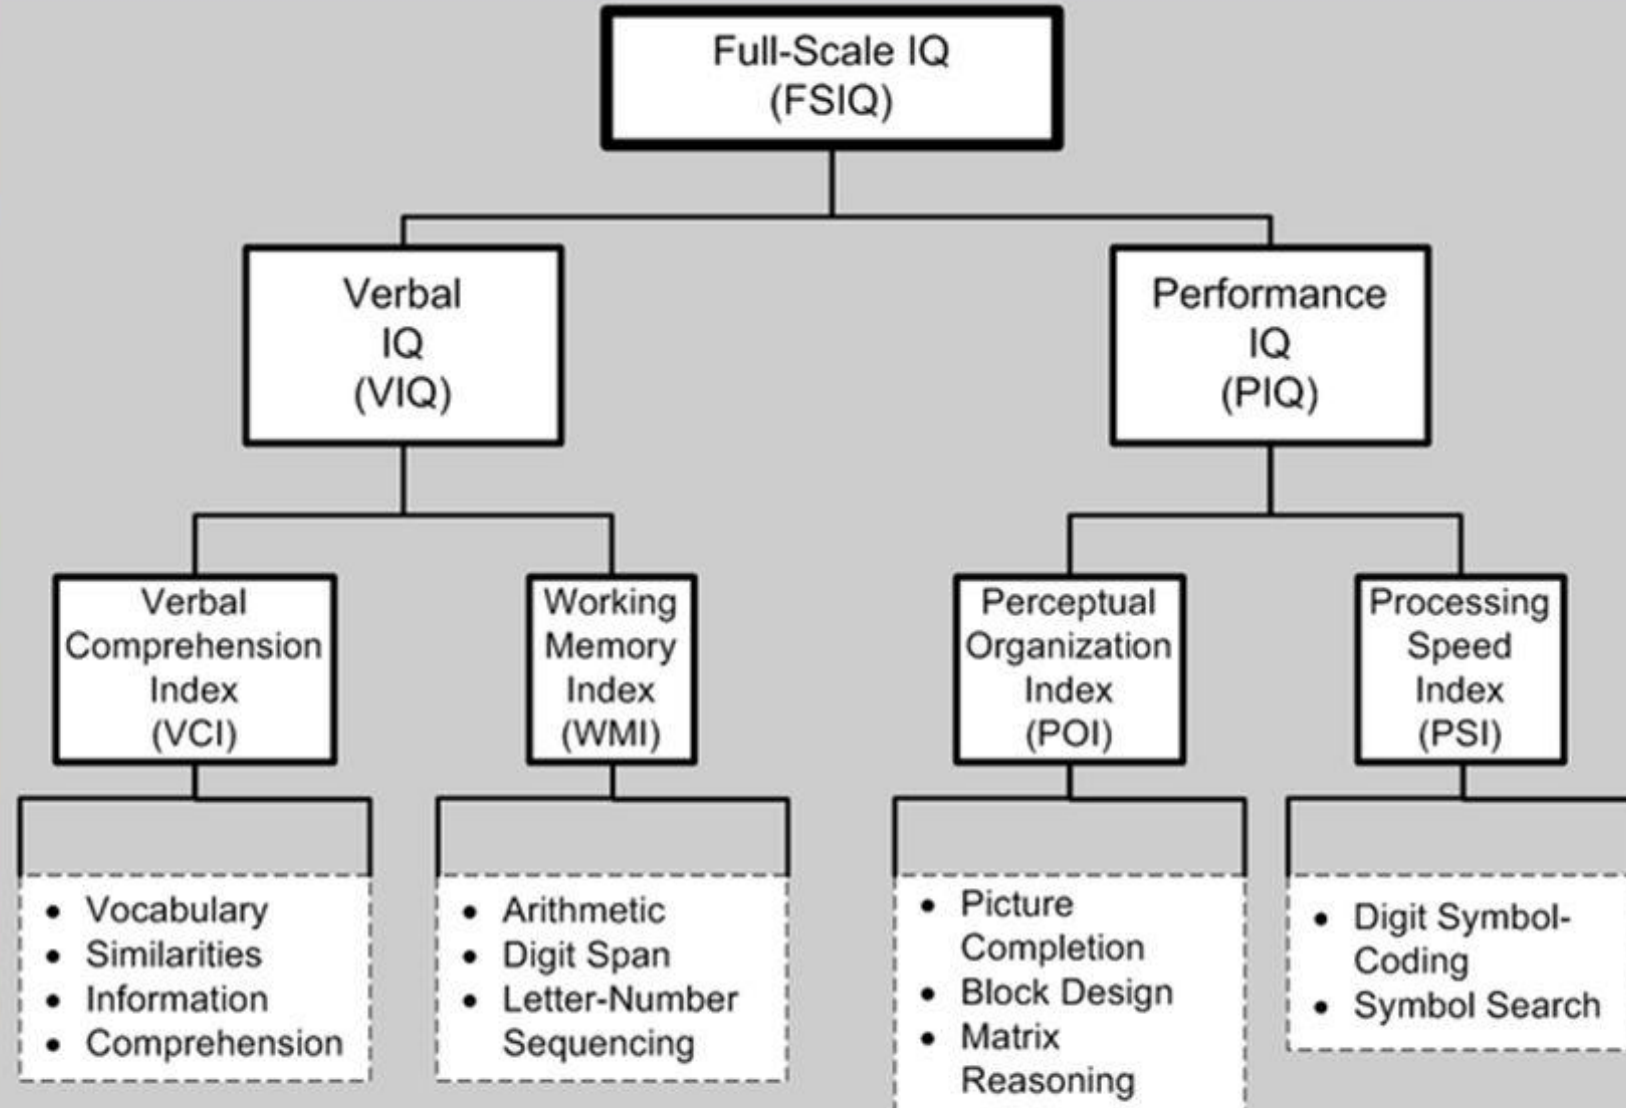 Full-Scale IQ
(FSIQ)
Verbal
IQ
(VIQ)
Performance
IQ
(PIQ)
Verbal
Comprehension
Index
(VCI)
Working
Memory
Index
(WMI)
Perceptual
Organization
Index
(POI)
Processing
Speed
Index
(PSI)
• Vocabulary
• Similarities
• Information
• Comprehension
• Arithmetic
• Digit Span
• Letter-Number
Sequencing
• Picture
Completion
• Block Design
• Matrix
Reasoning
• Digit Symbol-
Coding
• Symbol Search